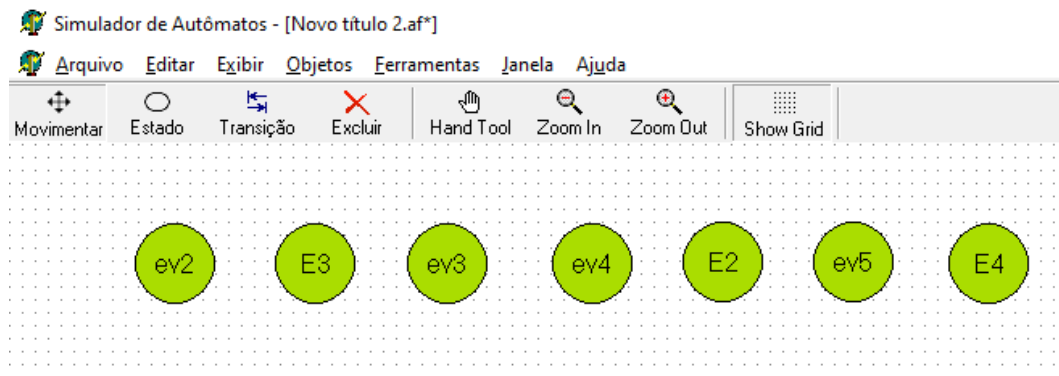 Simulador de Autômatos - [Novo título 2.af*]
Arquivo Editar Exibir Objetos Ferramentas Janela Ajuda
Movimentar Estado Transição Excluir Hand Tool Zoom In Zoom Out Show Grid
ev2 E3 ev3 ev4 E2 ev5 E4